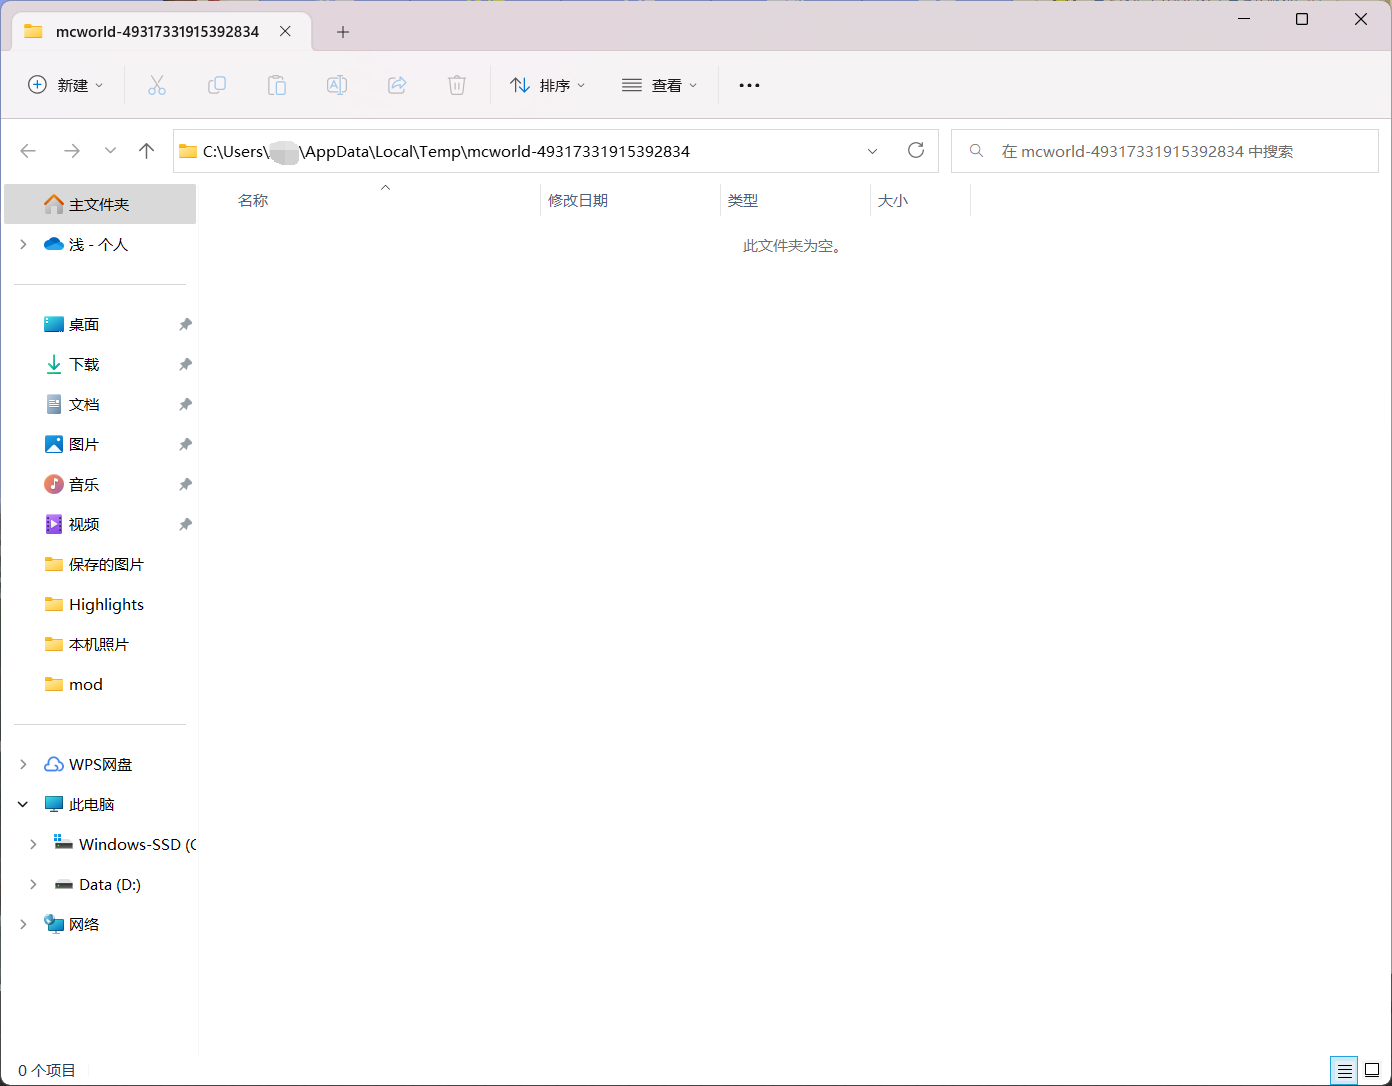 mcworld-49317331915392834
新建
排序
查看
C:\Users\ \AppData\Local\Temp\mcworld-49317331915392834
在 mcworld-49317331915392834 中搜索
名称
修改日期
类型
大小
此文件夹为空。
主文件夹
浅 - 个人
桌面
下载
文档
图片
音乐
视频
保存的图片
Highlights
本机照片
mod
WPS网盘
此电脑
Windows-SSD (C
Data (D:)
网络
0 个项目